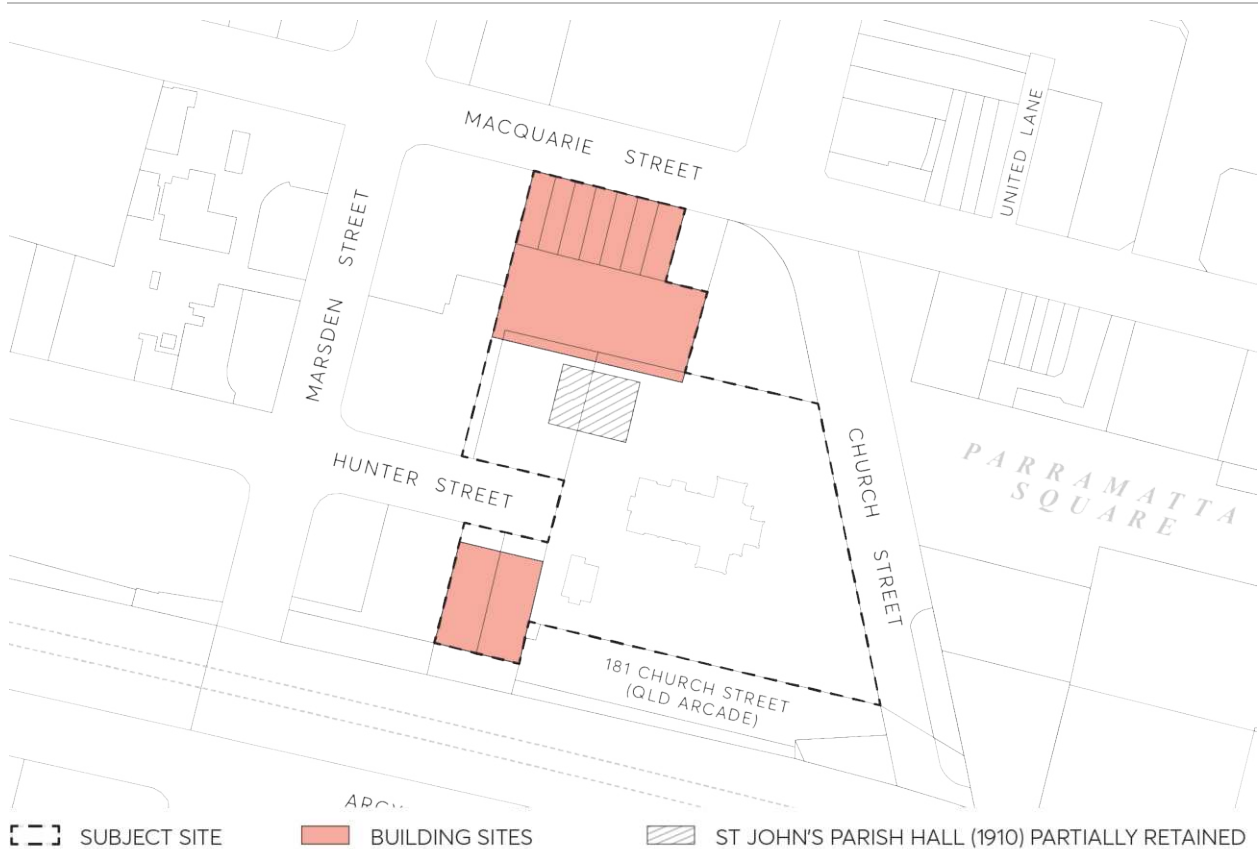 MACQUARIE STREET
UNITED LANE
MARSDEN STREET
HUNTER STREET
CHURCH STREET
PARRAMATTA
SQUARE
181 CHURCH STREET
(QLD ARCADE)
SUBJECT SITE
BUILDING SITES
ST JOHN'S PARISH HALL (1910) PARTIALLY RETAINED